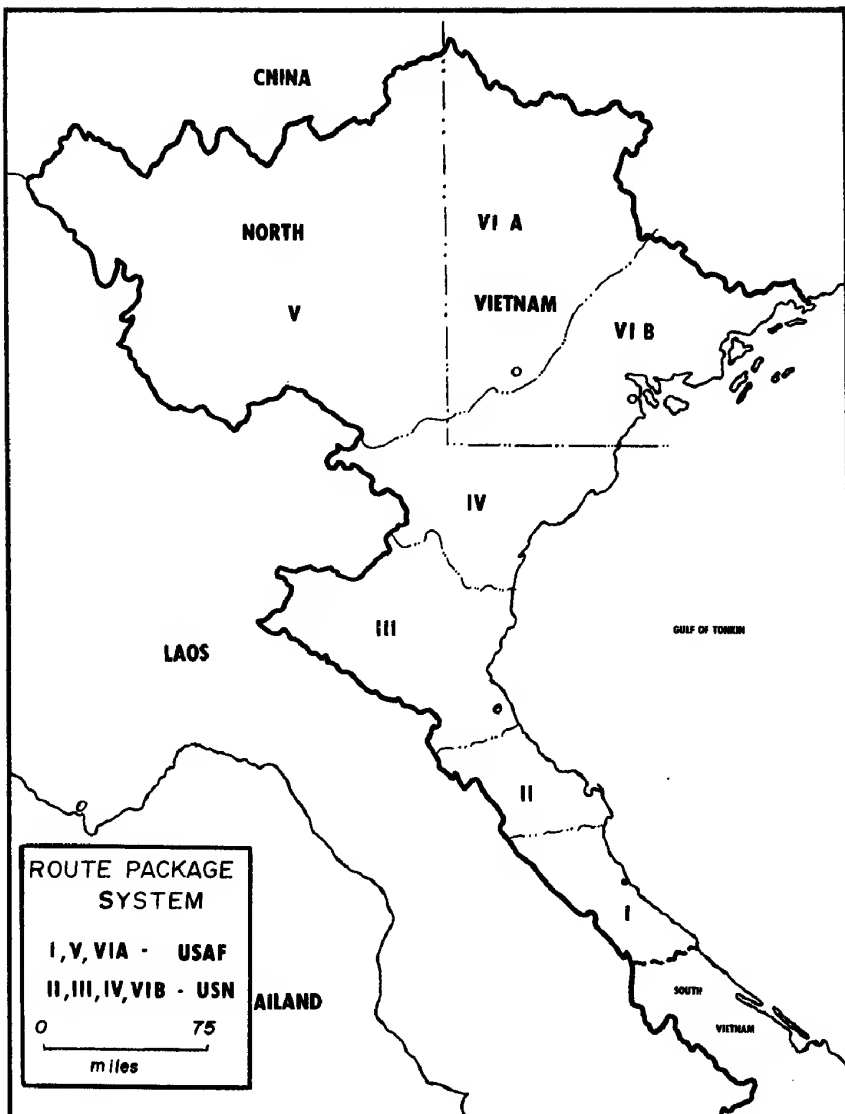 CHINA
NORTH
VI A
VIETNAM
V
VI B
IV
III
GULF OF TONKIN
LAOS
II
I
ROUTE PACKAGE
SYSTEM
I, V, VIA - USAF
II, III, IV, VIB - USN
0 75
miles
AILAND
SOUTH
VIETNAM